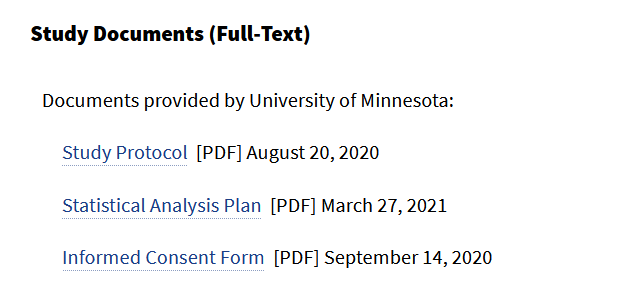 Study Documents (Full-Text)
Documents provided by University of Minnesota:
Study Protocol [PDF] August 20, 2020
Statistical Analysis Plan [PDF] March 27, 2021
Informed Consent Form [PDF] September 14, 2020